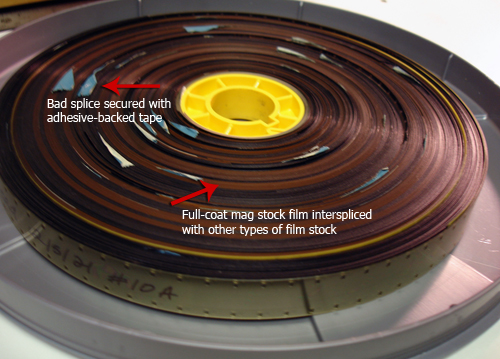 Bad splice secured with
adhesive-backed tape
Full-coat mag stock film interspliced
with other types of film stock
#10A